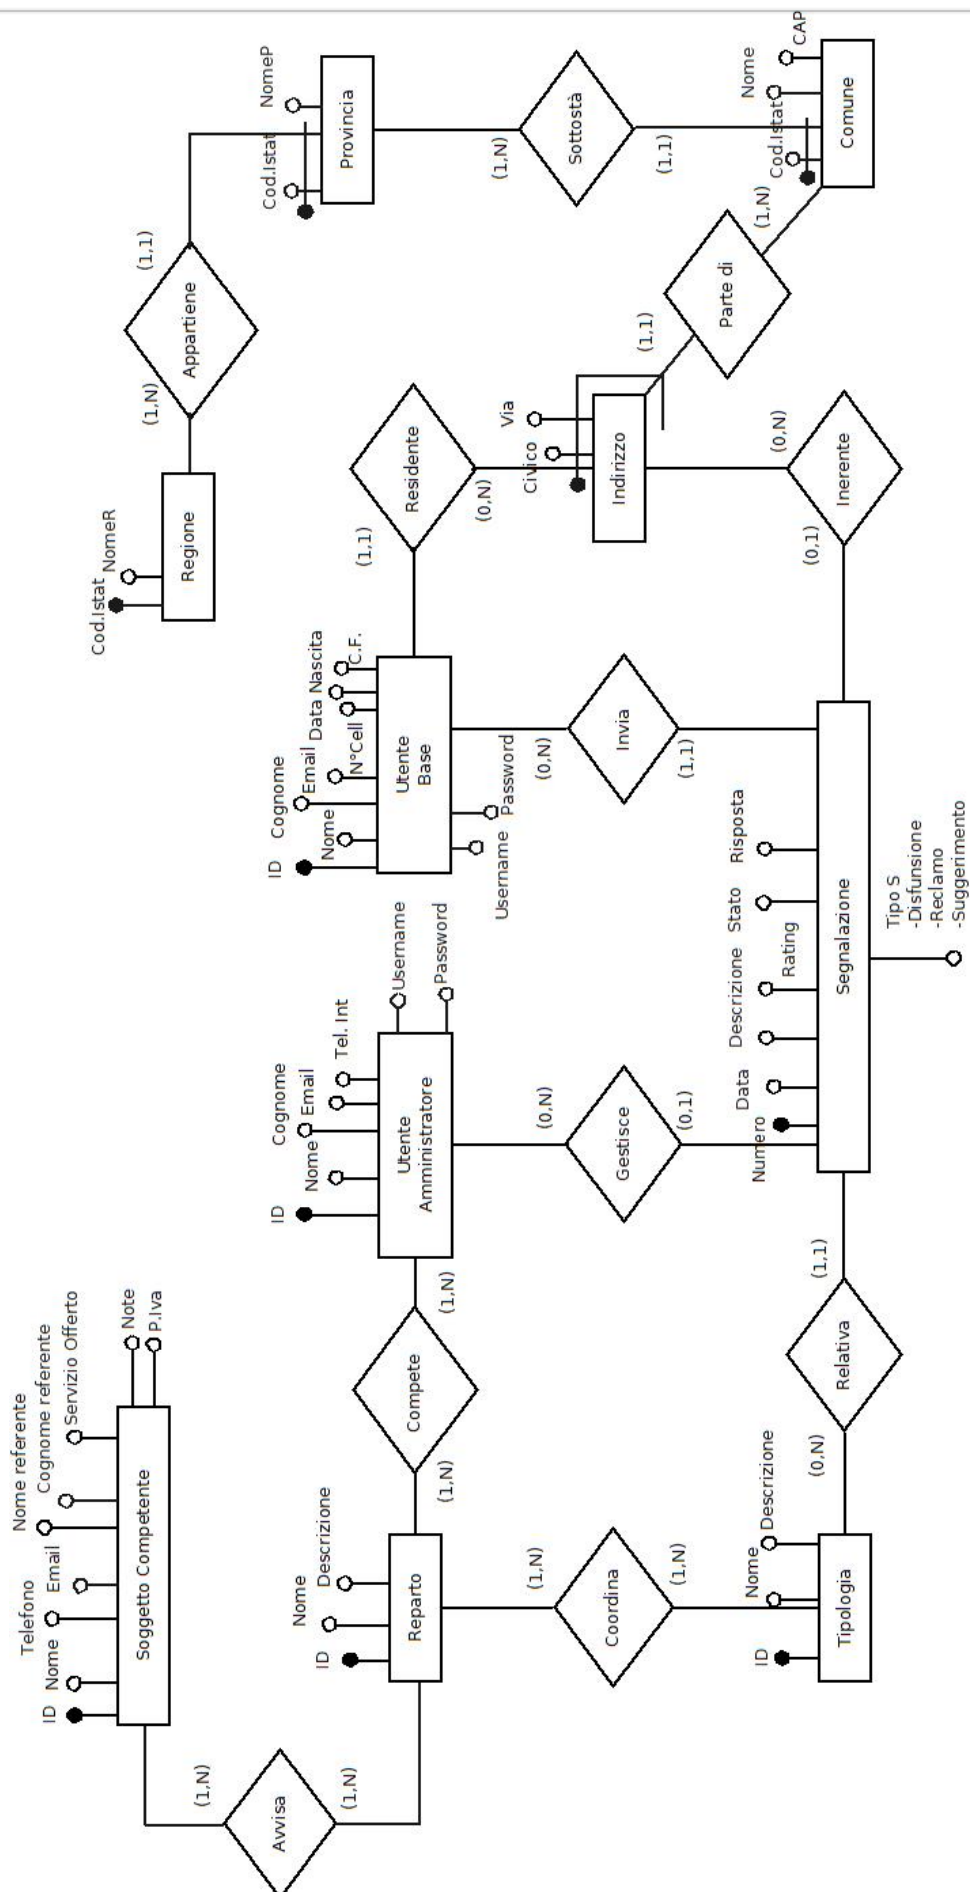 Soggetto Competente
ID
Nome
Telefono
Email
Nome referente
Cognome referente
Servizio Offerto
Note
P.Iva
(1,N)
Avvisa
(1,N)
Reparto
ID
Nome
Descrizione
(1,N)
Compete
(1,N)
Utente
Amministratore
ID
Nome
Cognome
Email
Tel. Int
Username
Password
Utente
Base
ID
Nome
Cognome
Email
N°Cell
Data Nascita
C.F.
Username
Password
(1,1)
Residente
(0,N)
Regione
Cod.Istat
NomeR
(1,N)
Appartiene
(1,1)
Provincia
Cod.Istat
NomeP
(1,N)
Sottostà
(1,1)
Comune
Cod.Istat
Nome
CAP
(1,N)
Parte di
(1,1)
Indirizzo
Civico
Via
(0,N)
Inerente
(0,1)
(0,N)
Invia
(1,1)
(0,N)
Gestisce
(0,1)
(1,N)
Coordina
(1,N)
Tipologia
ID
Nome
Descrizione
(0,N)
Relativa
(1,1)
Segnalazione
Numero
Data
Descrizione
Rating
Stato
Risposta
Tipo S
-Disfunsione
-Reclamo
-Suggerimento